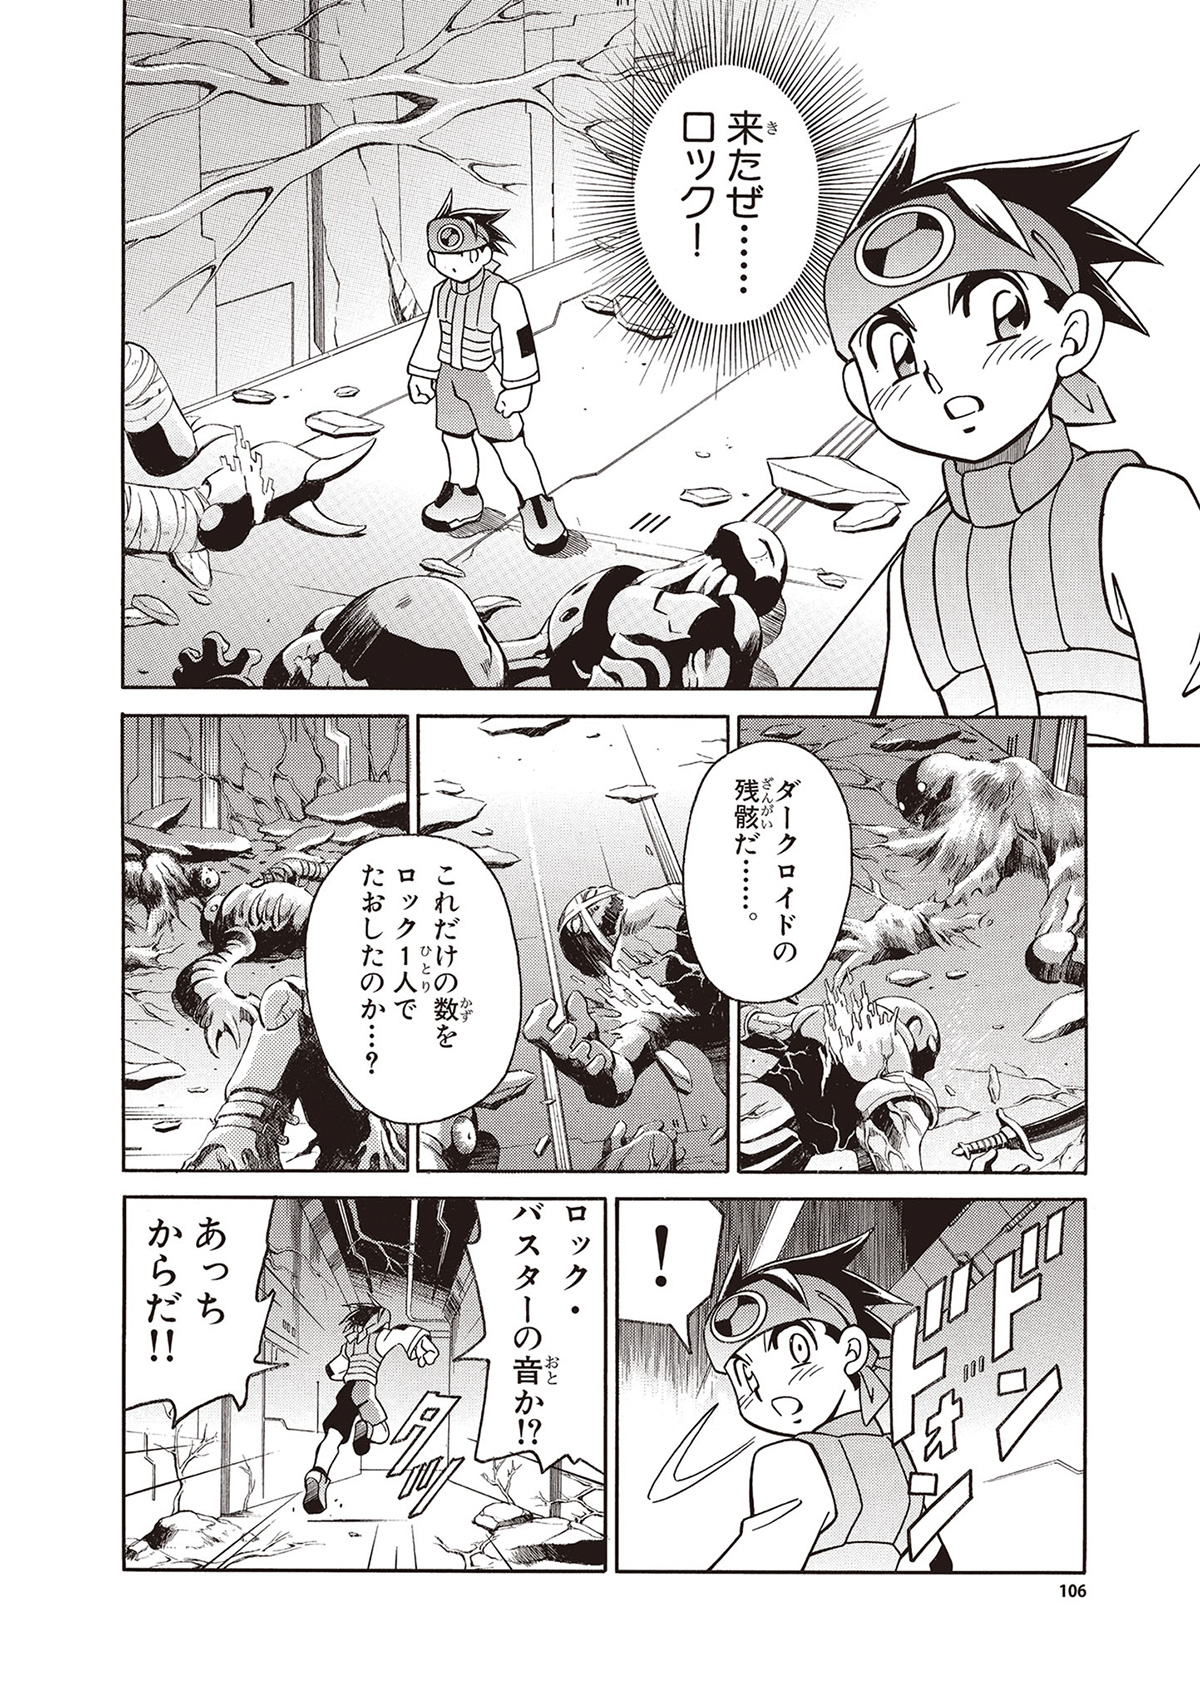 来たぜ……
ロック！
ダークロイドの
残骸だ……。
これだけの数を
ロック1人で
たおしたのか…？
！
ドン
ドォン
ロック・
バスターの音か!?
ダッ
あっち
からだ!!
106